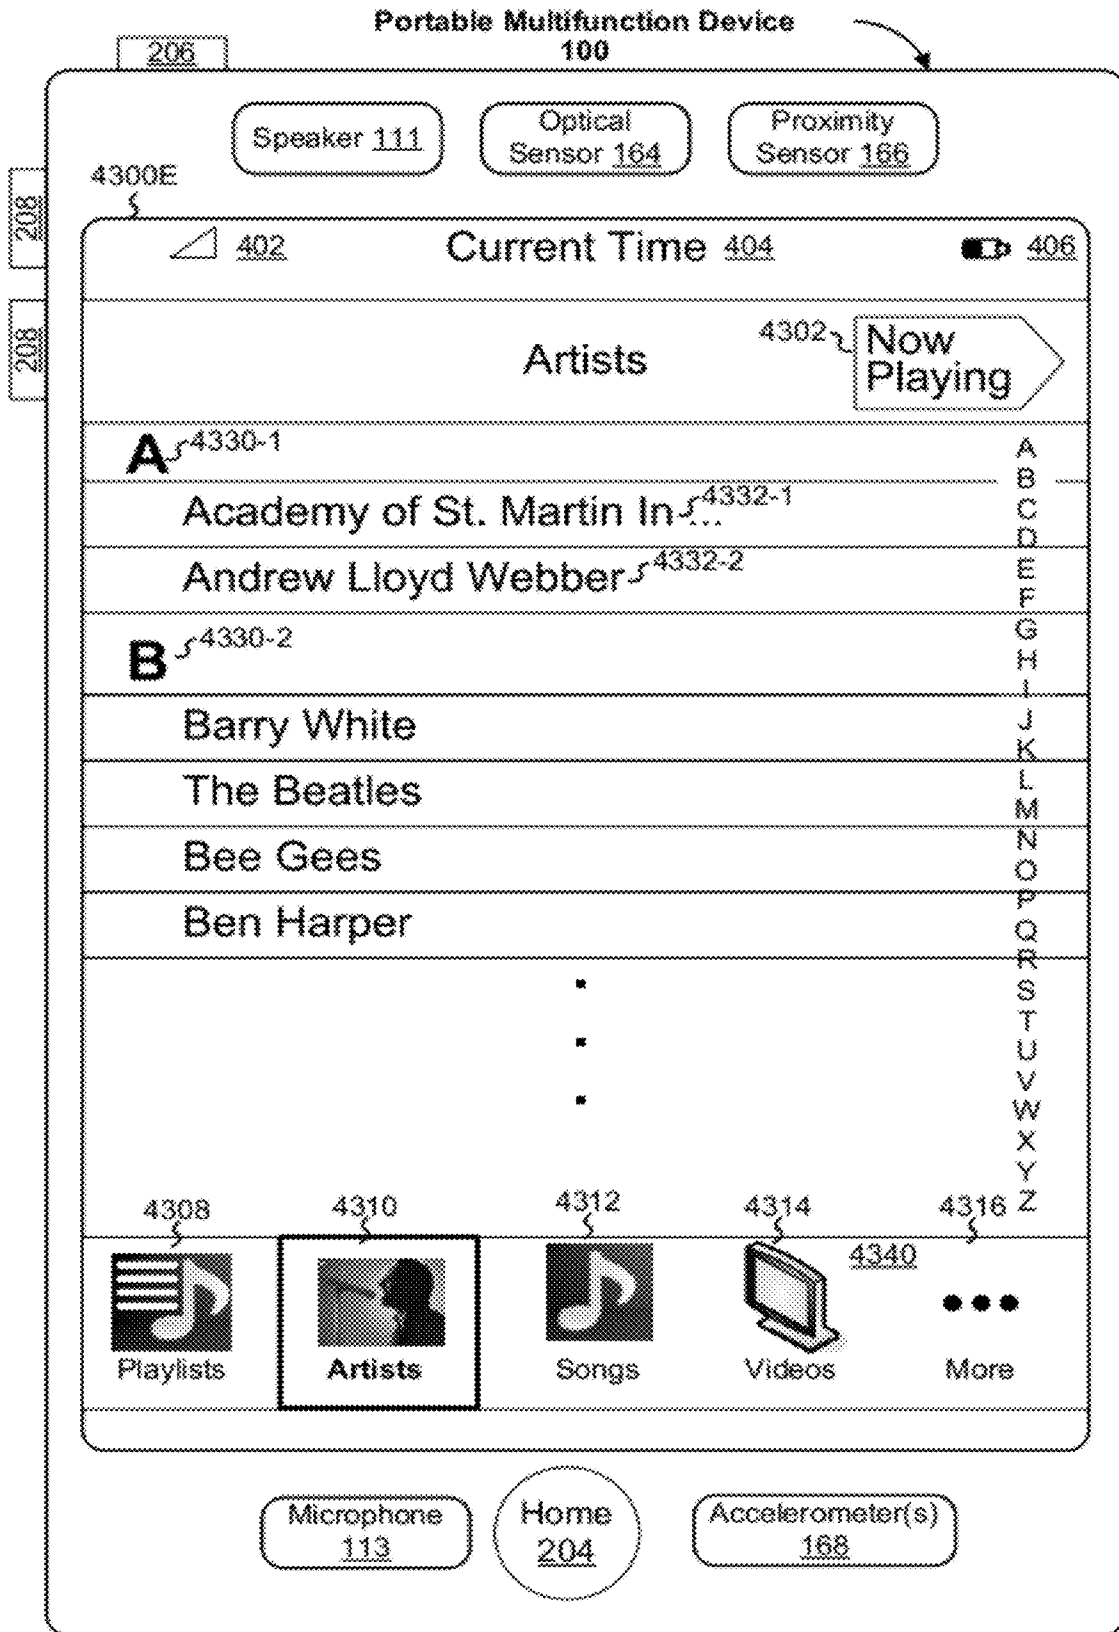 Portable Multifunction Device
100
206
Speaker 111
Optical
Sensor 164
Proximity
Sensor 166
4300E
208
208
402
Current Time 404
406
Artists
4302
Now
Playing
A 4330-1
Academy of St. Martin In ... 4332-1
Andrew Lloyd Webber 4332-2
B 4330-2
Barry White
The Beatles
Bee Gees
Ben Harper
A
B
C
D
E
F
G
H
I
J
K
L
M
N
O
P
Q
R
S
T
U
V
W
X
Y
Z
4308
4310
4312
4314
4316
4340
Playlists
Artists
Songs
Videos
More
Microphone
113
Home
204
Accelerometer(s)
168